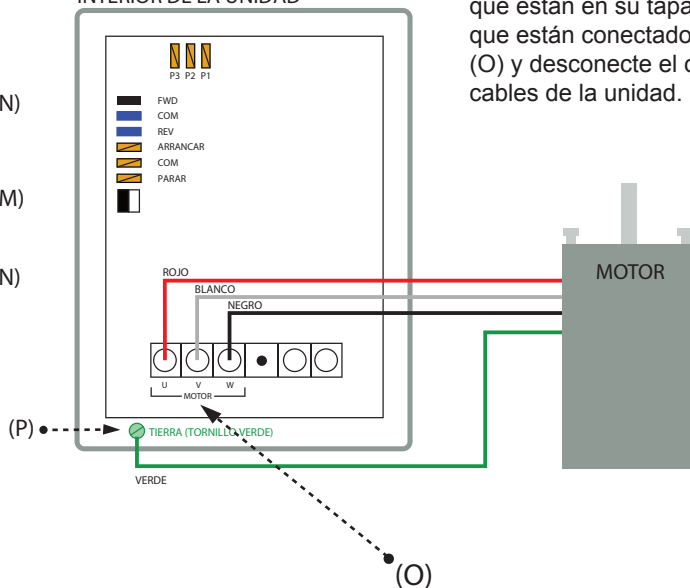 INTERIOR DE LA UNIDAD
que están en su tapa
que están
(O) y desconecte el
cables de la unidad.
P3 P2 P1
N)
FWD
COM
REV
ARRANCAR
COM
PARAR
M)
N)
MOTOR
ROJO
BLANCO
NEGRO
U V W
MOTOR
(P)
TIERRA (TORNILLO VERDE)
VERDE
(O)